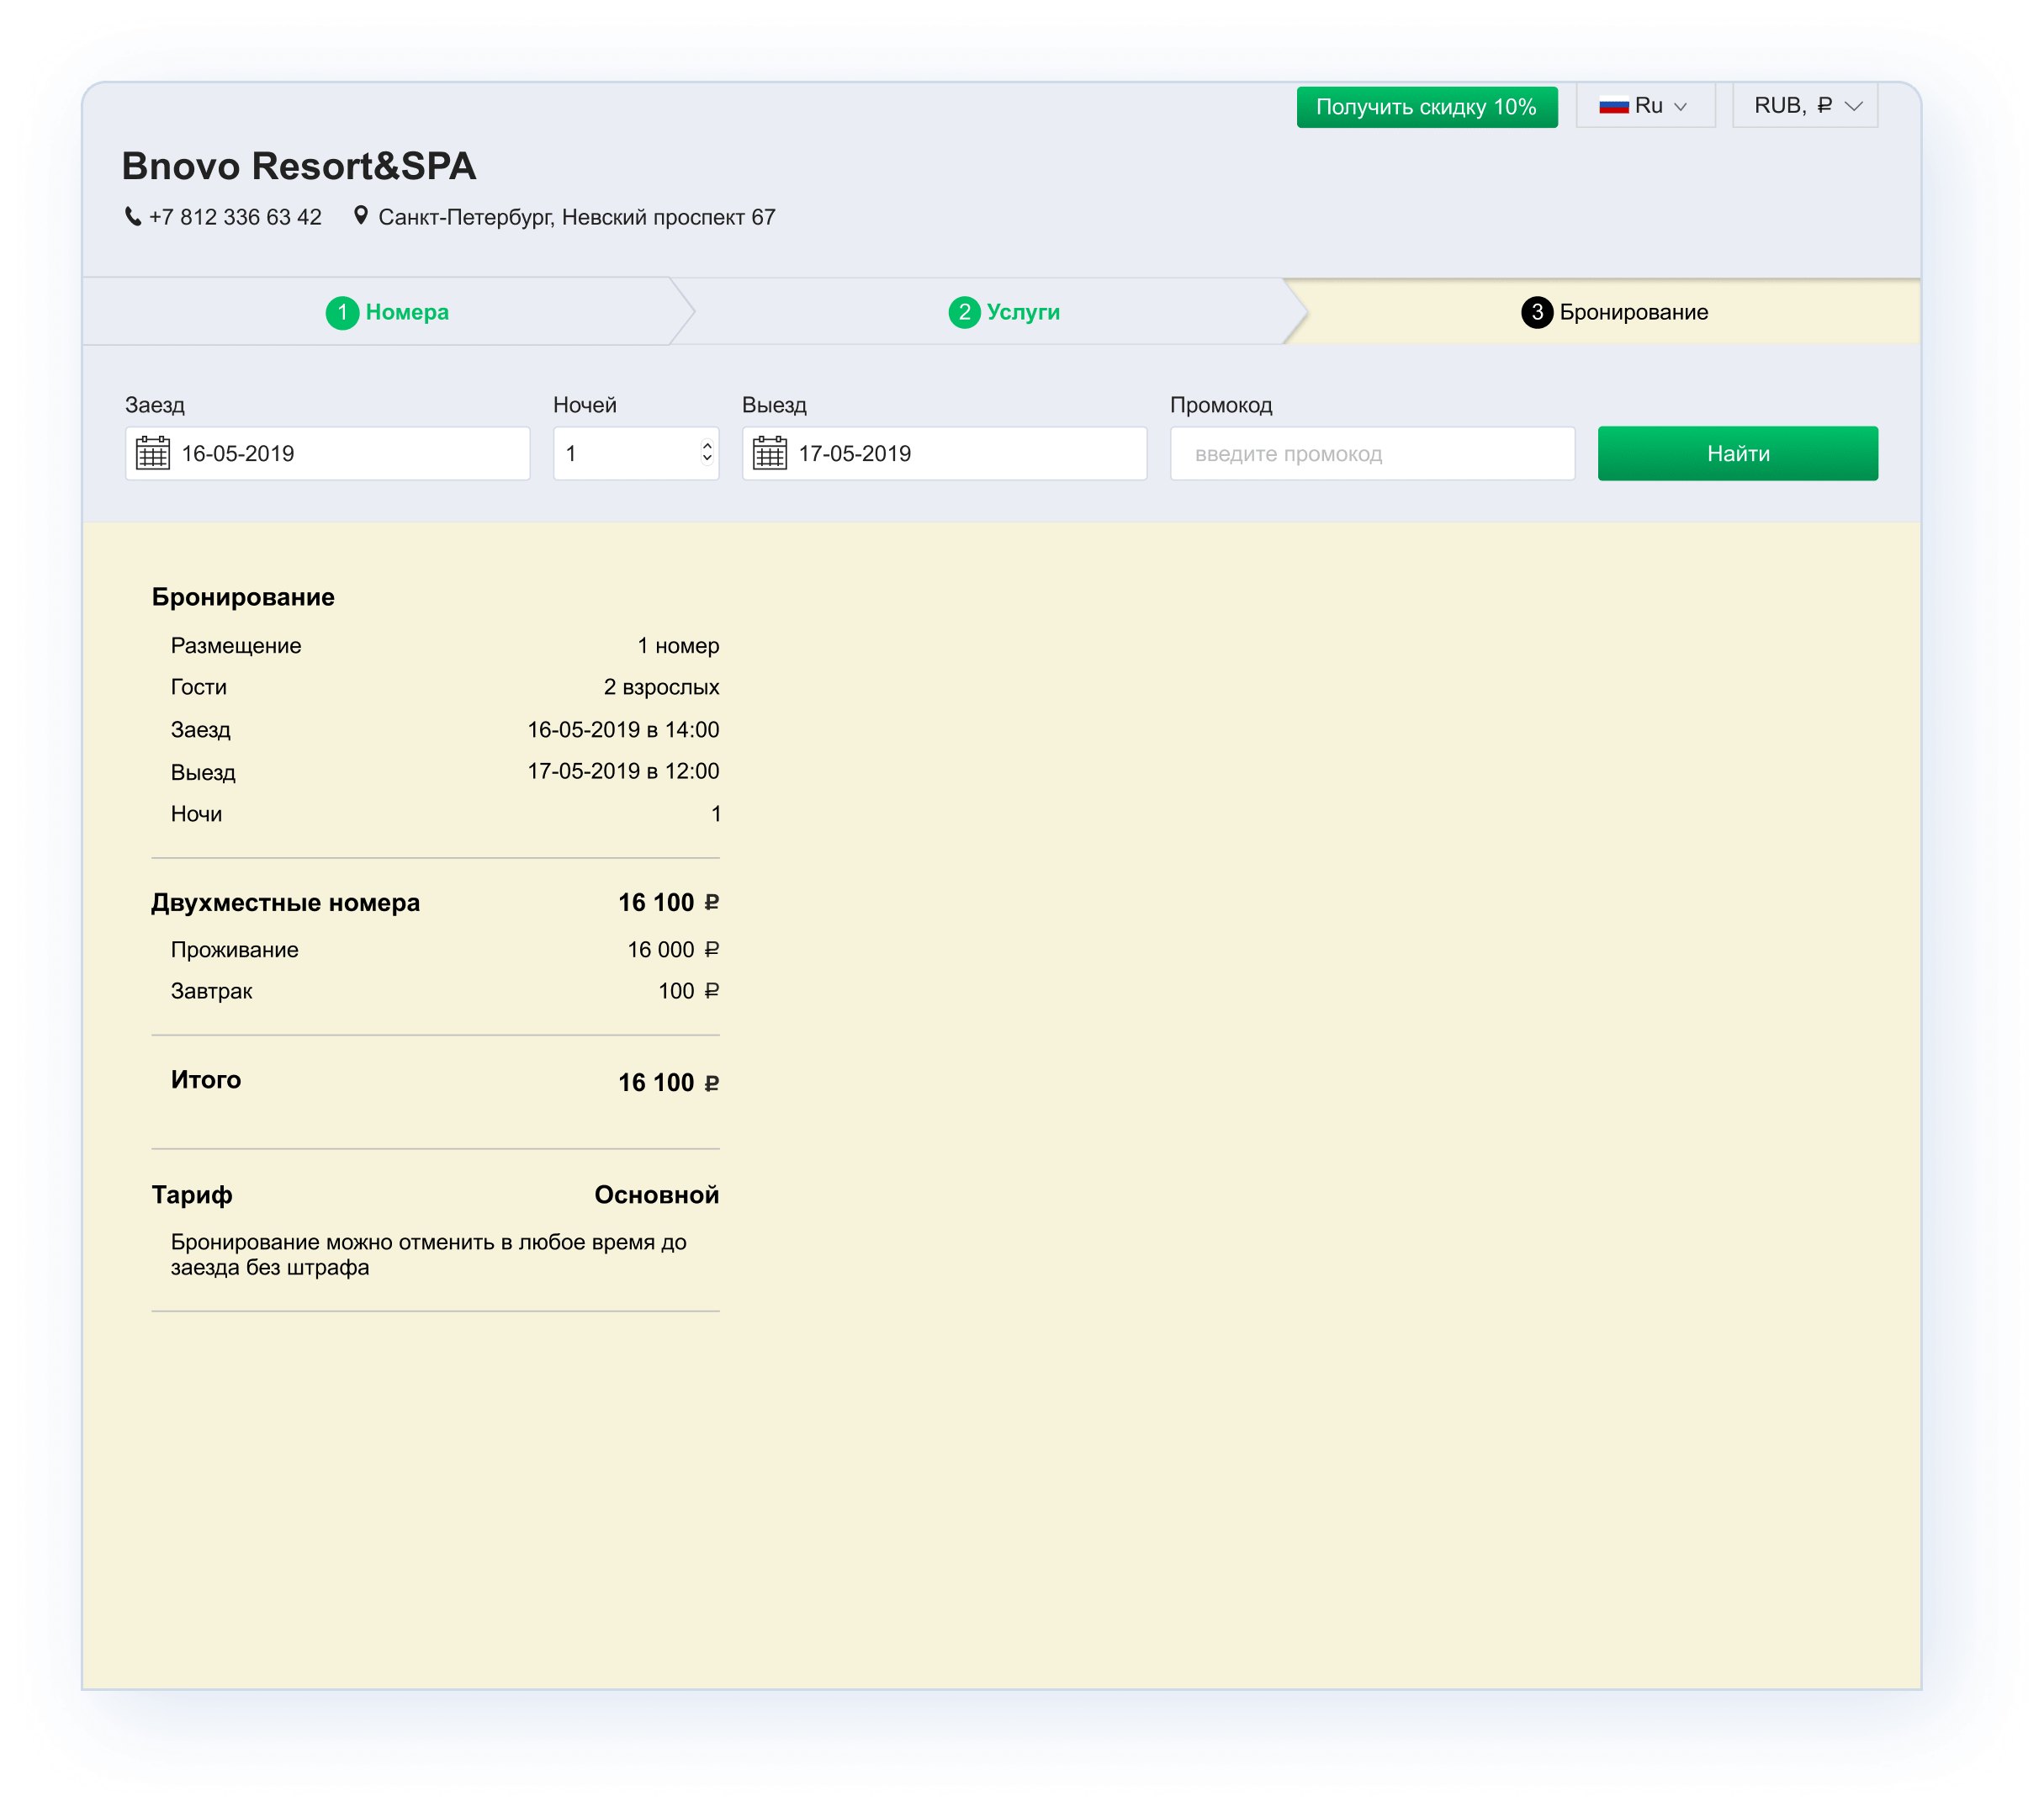 Получить скидку 10%
Ru
RUB, ₽
Bnovo Resort&SPA
+7 812 336 63 42 Санкт-Петербург, Невский проспект 67
1 Номера
2 Услуги
3 Бронирование
Заезд Ночей Выезд Промокод
16-05-2019 1 17-05-2019 введите промокод Найти
Бронирование
Размещение 1 номер
Гости 2 взрослых
Заезд 16-05-2019 в 14:00
Выезд 17-05-2019 в 12:00
Ночи 1
Двухместные номера 16 100 ₽
Проживание 16 000 ₽
Завтрак 100 ₽
Итого 16 100 ₽
Тариф Основной
Бронирование можно отменить в любое время до
заезда без штрафа